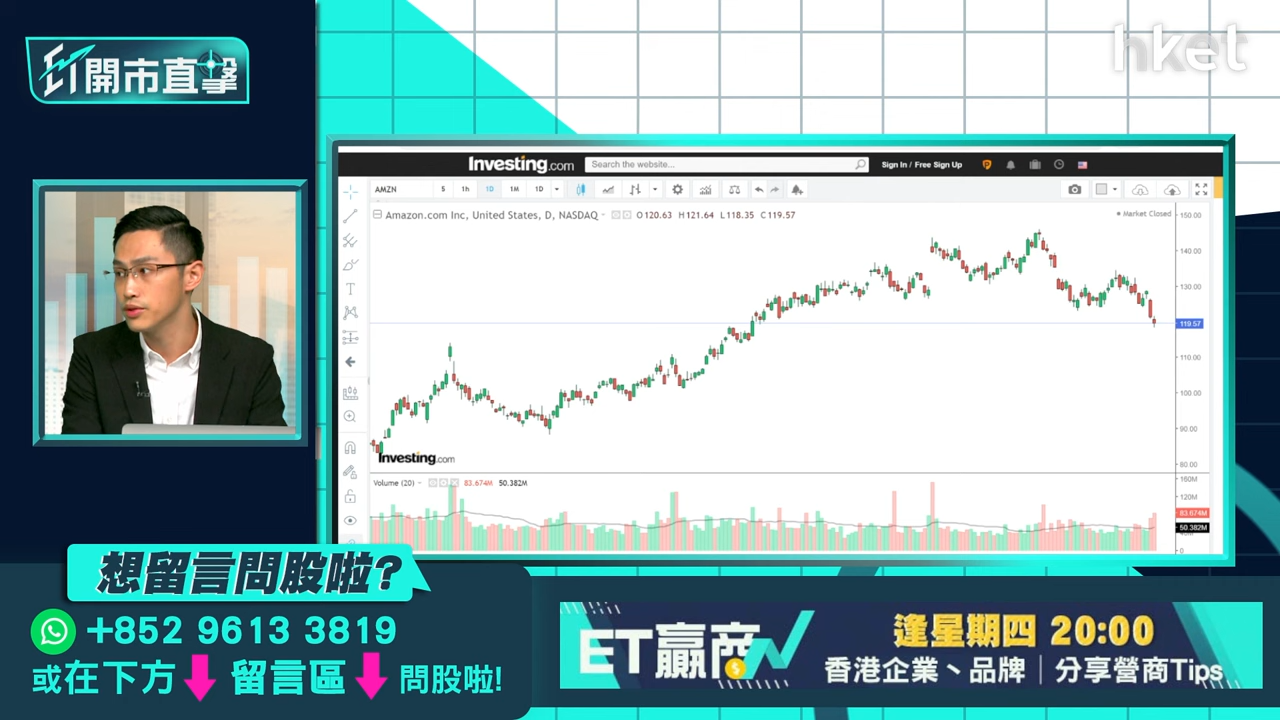 ET開市直擊
hket
Investing.com
Search the website...
Sign In / Free Sign Up
AMZN
5
1h
1D
1M
1D
Amazon.com Inc, United States, D, NASDAQ
O120.63 H121.64 L118.35 C119.57
Market Closed
150.00
140.00
130.00
119.57
110.00
100.00
90.00
80.00
Investing.com
Volume (20)
83.674M
50.382M
160M
120M
83.674M
50.382M
0
想留言問股啦?
+852 9613 3819
或在下方
留言區
問股啦!
ET贏商
$
逢星期四 20:00
香港企業、品牌｜分享營商Tips